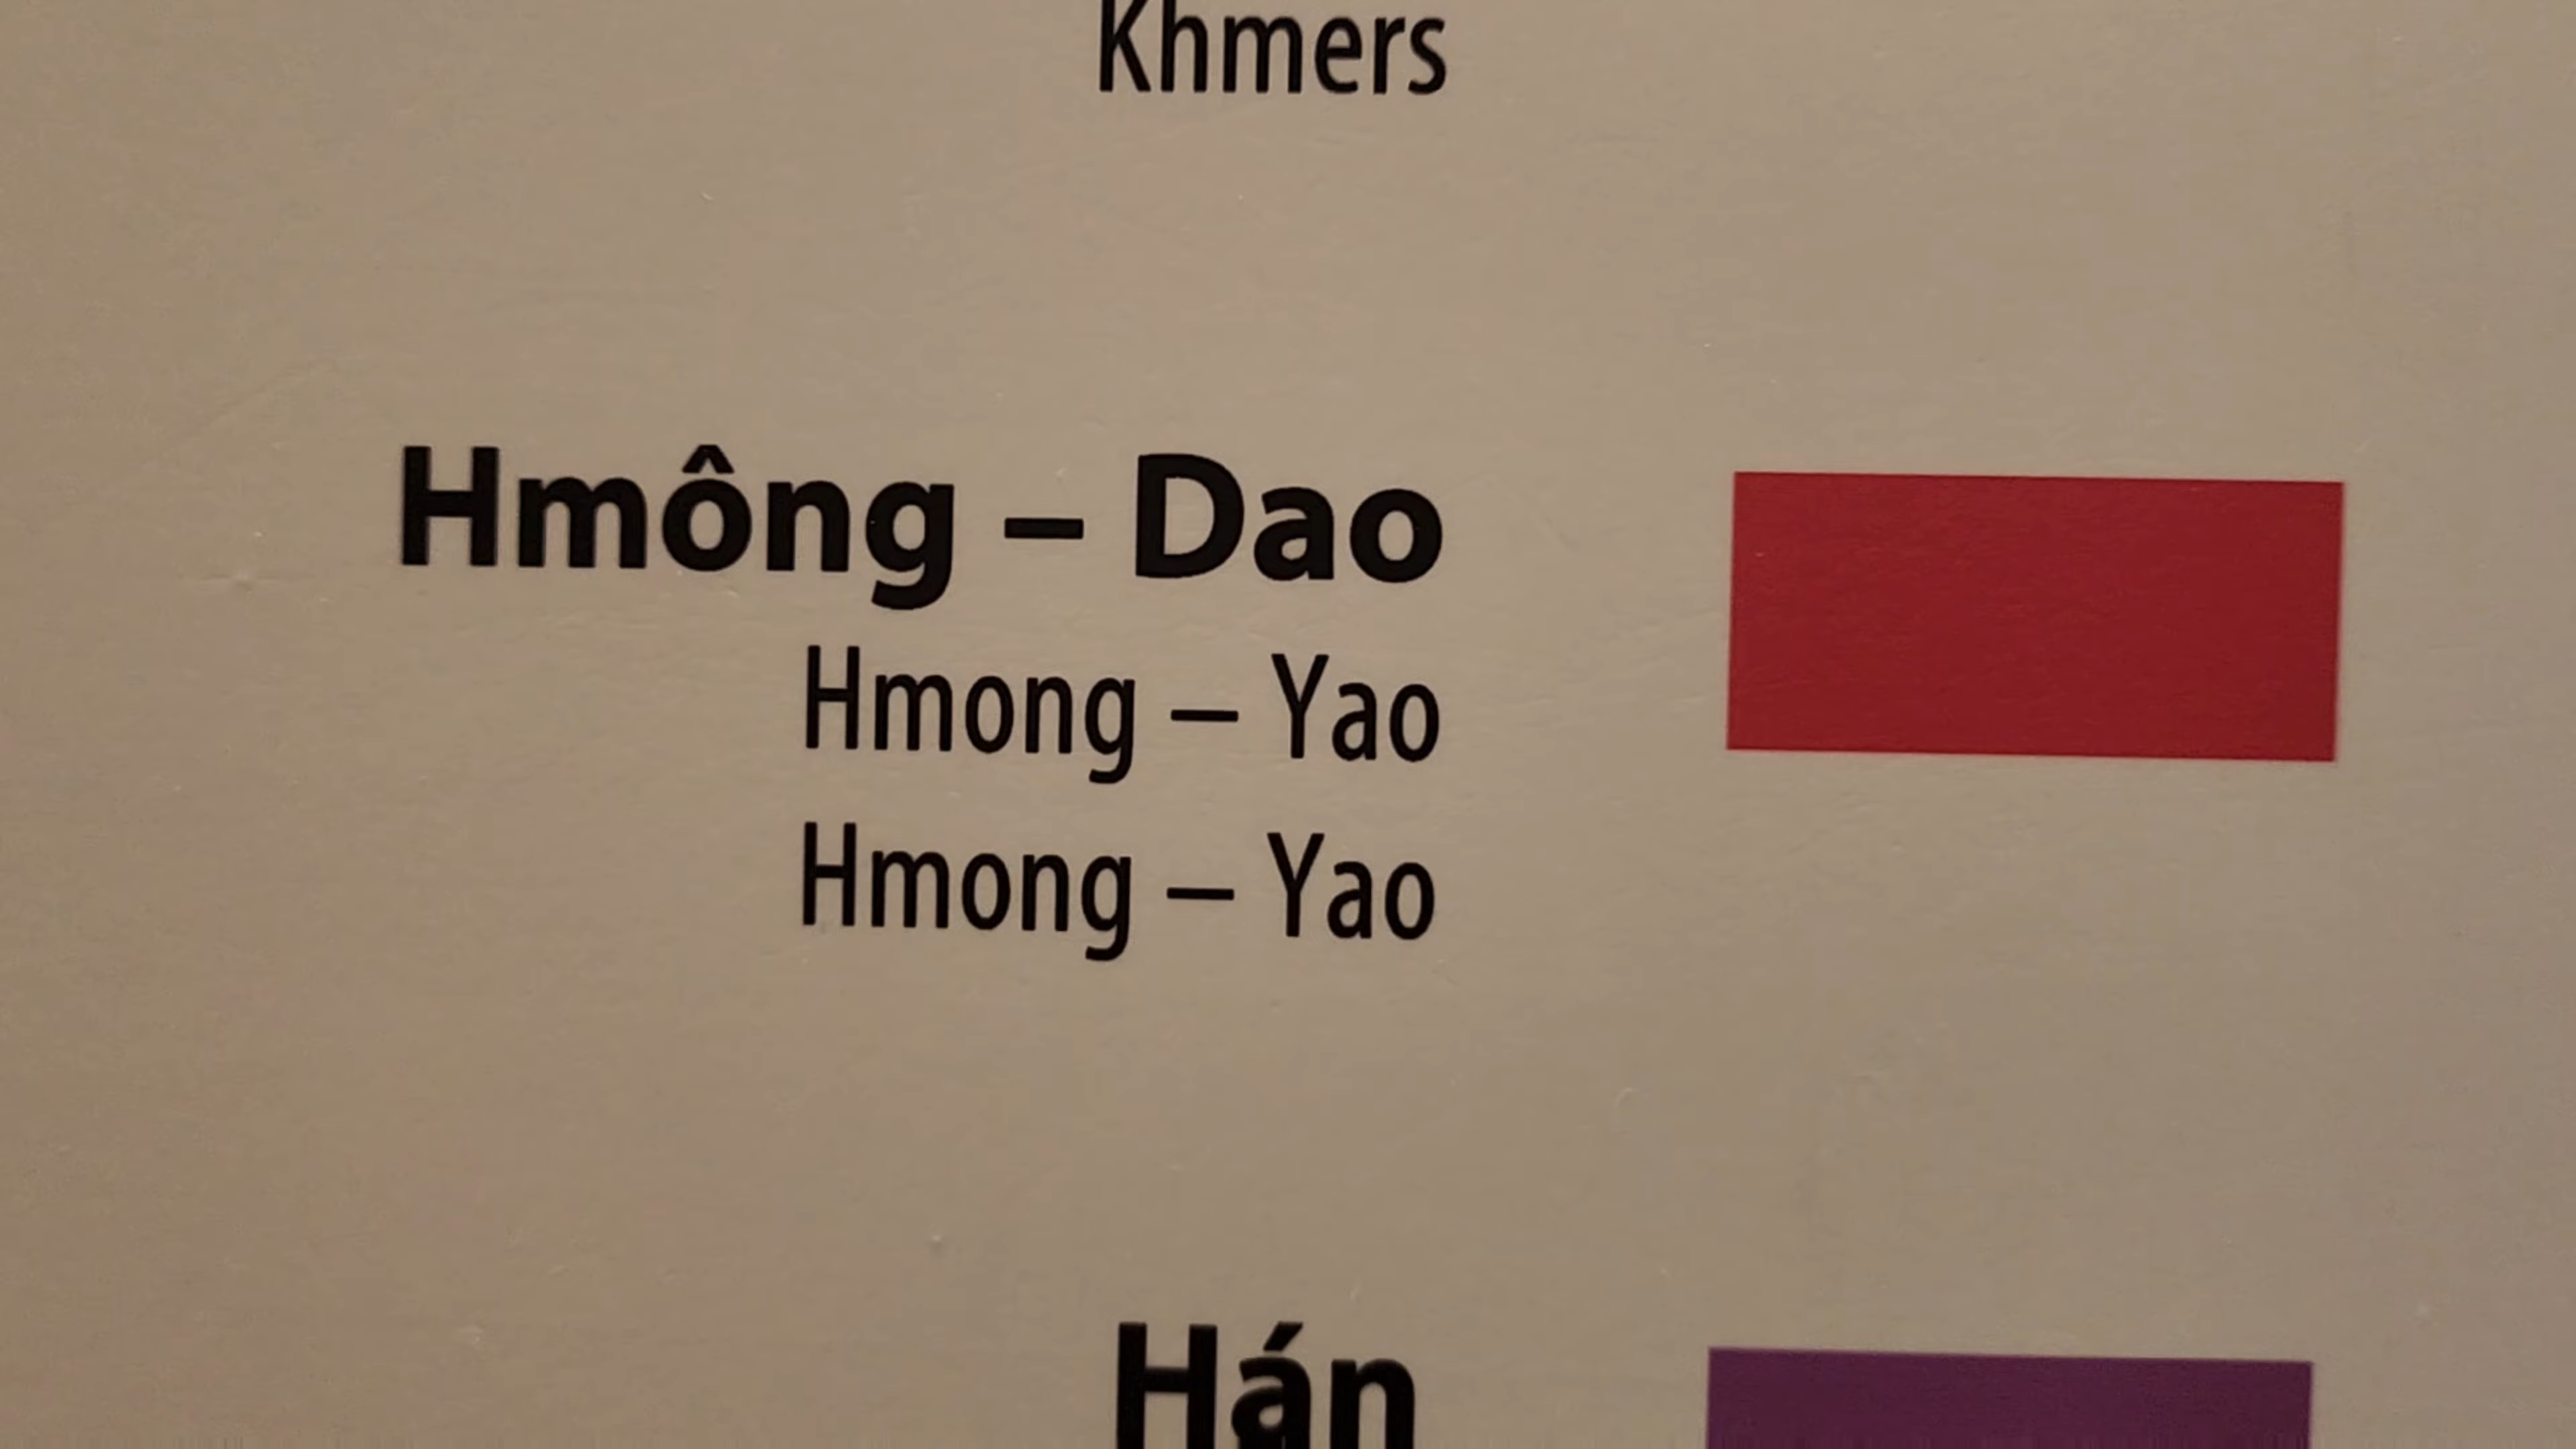 Khmers
Hmông – Dao
Hmong – Yao
Hmong – Yao
Hán